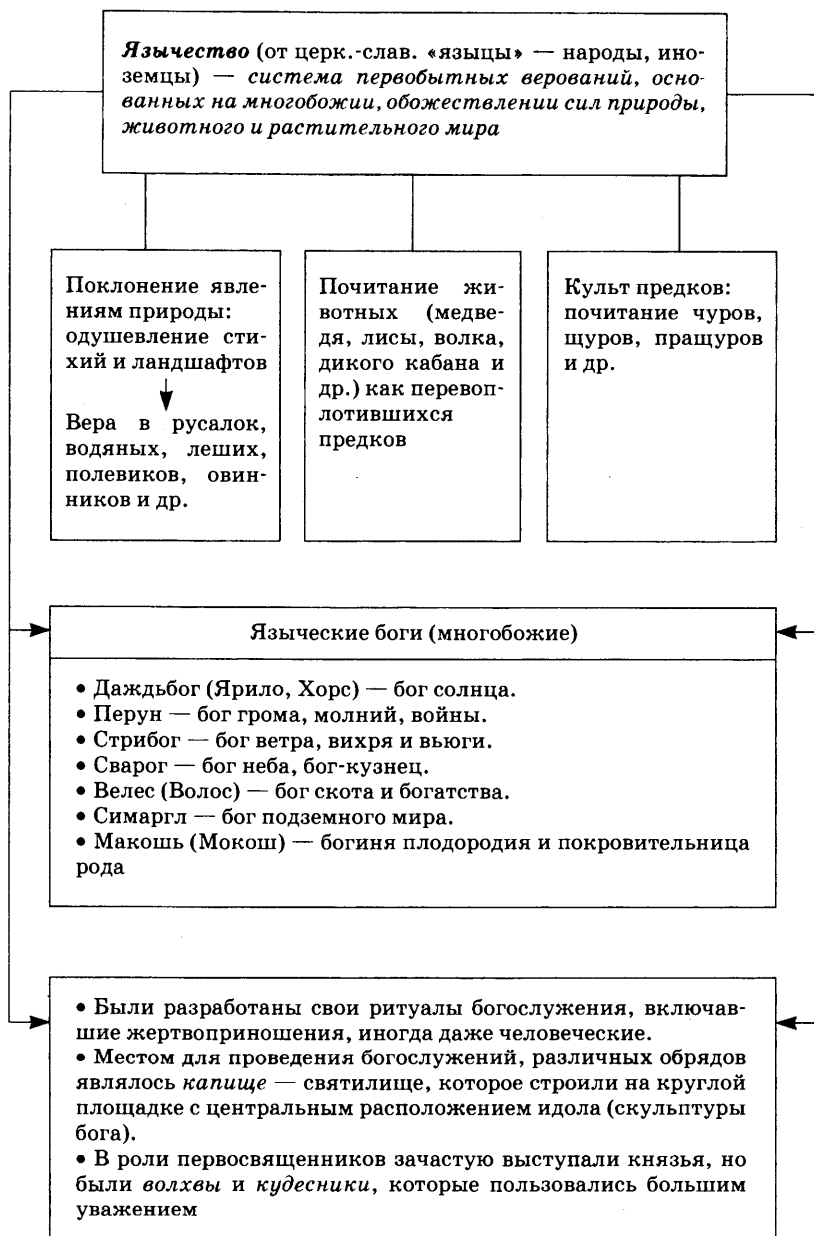 Язычество (от церк.-слав. «языцы» — народы, ино-
земцы) — система первобытных верований, осно-
ванных на многобожии, обожествлении сил природы,
животного и растительного мира
Поклонение явле-
ниям природы:
одушевление сти-
хий и ландшафтов
Вера в русалок,
водяных, леших,
полевиков, овин-
ников и др.
Почитание жи-
вотных (медве-
дя, лисы, волка,
дикого кабана и
др.) как перевоп-
лотившихся
предков
Культ предков:
почитание чуров,
щуров, пращуров
и др.
Языческие боги (многобожие)
• Даждьбог (Ярило, Хорс) — бог солнца.
• Перун — бог грома, молний, войны.
• Стрибог — бог ветра, вихря и вьюги.
• Сварог — бог неба, бог-кузнец.
• Велес (Волос) — бог скота и богатства.
• Симаргл — бог подземного мира.
• Макошь (Мокош) — богиня плодородия и покровительница
рода
• Были разработаны свои ритуалы богослужения, включав-
шие жертвоприношения, иногда даже человеческие.
• Местом для проведения богослужений, различных обрядов
являлось капище — святилище, которое строили на круглой
площадке с центральным расположением идола (скульптуры
бога).
• В роли первосвященников зачастую выступали князья, но
были волхвы и кудесники, которые пользовались большим
уважением